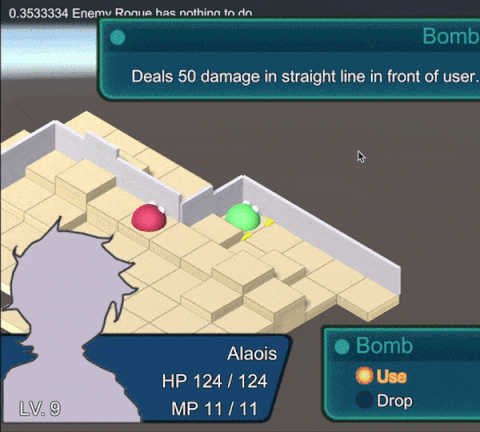 0.3533334 Enemy Rogue has nothing to do
Bomb
Deals 50 damage in straight line in front of user.
Bomb
Use
Drop
Alaois
HP 124 / 124
MP 11 / 11
LV. 9